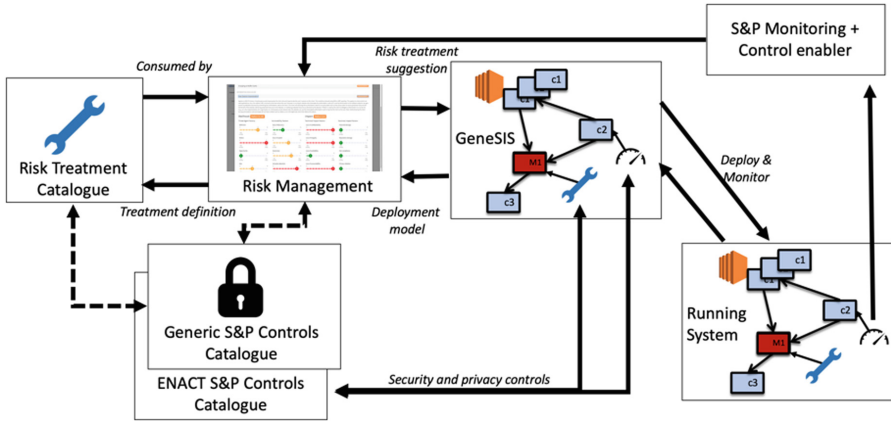 S&P Monitoring +
Control enabler
Consumed by
Risk treatment
suggestion
Risk Treatment
Catalogue
Risk Management
Treatment definition
Deployment
model
GeneSIS
c1
c1
c2
M1
c3
Deploy &
Monitor
Running
System
c1
c1
c2
M1
c3
Generic S&P Controls
Catalogue
ENACT S&P Controls
Catalogue
Security and privacy controls